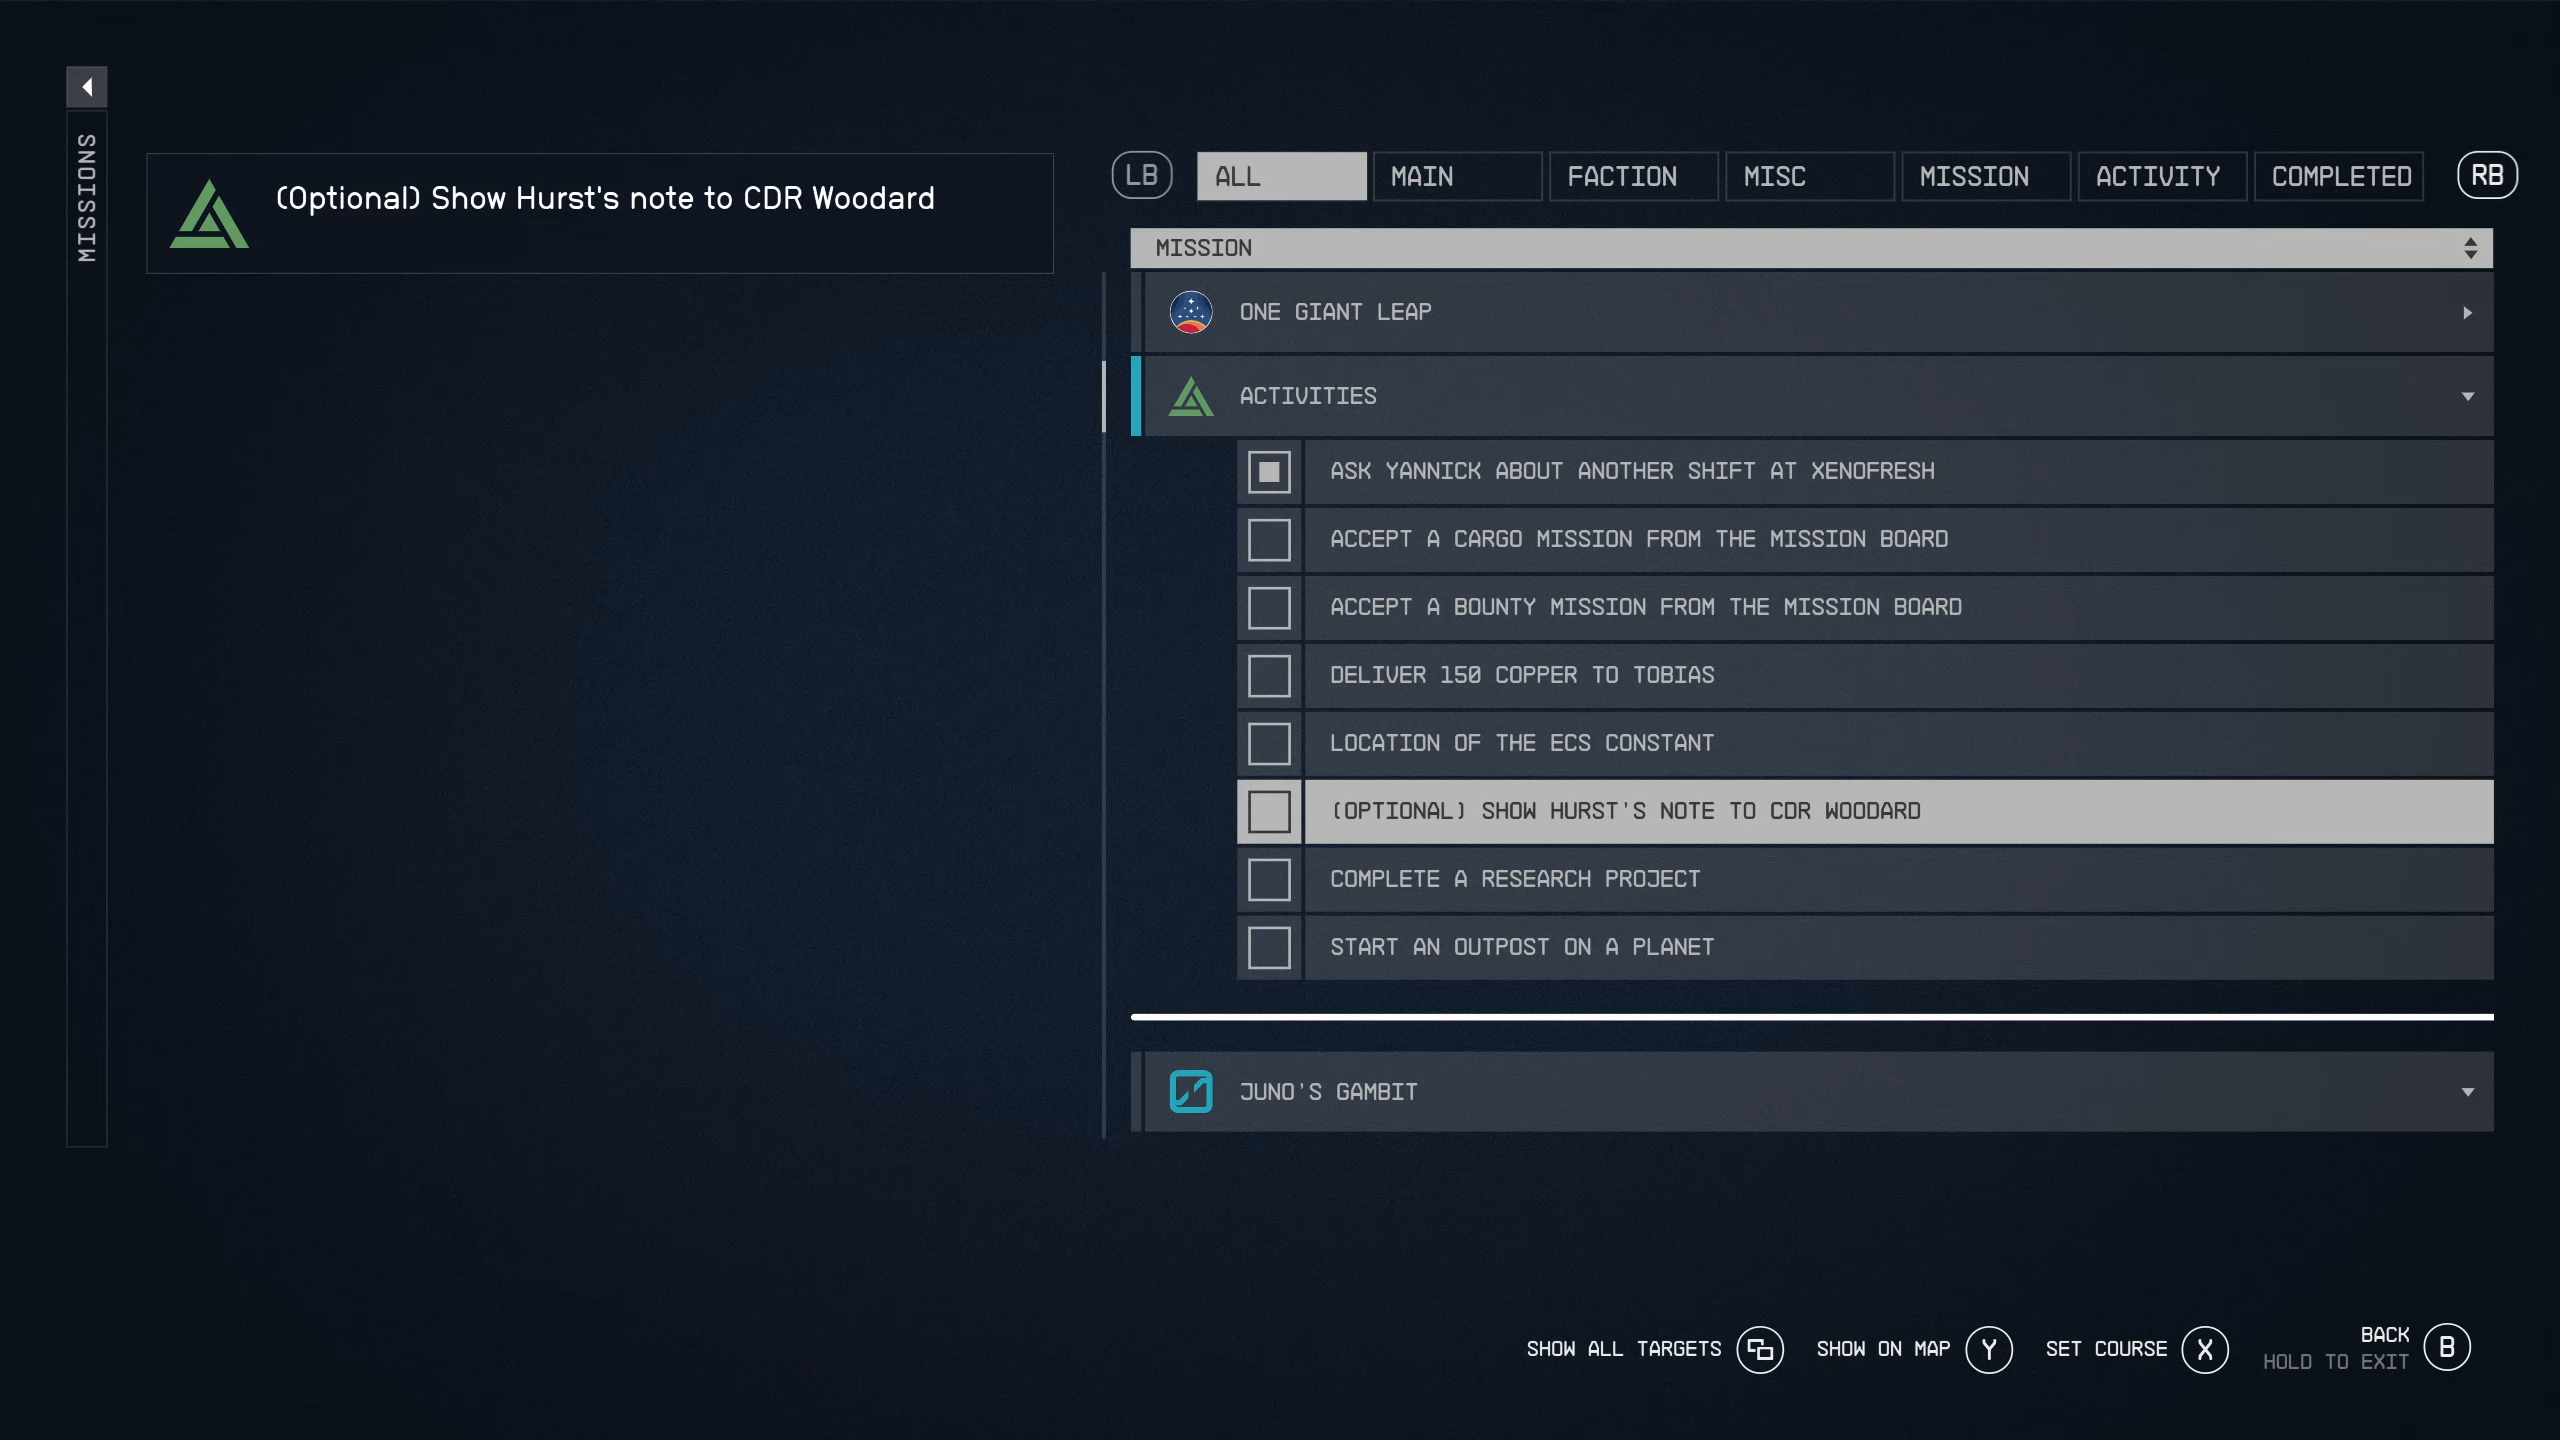 MISSIONS
(Optional) Show Hurst's note to CDR Woodard
LB ALL MAIN FACTION MISC MISSION ACTIVITY COMPLETED RB
MISSION
ONE GIANT LEAP
ACTIVITIES
ASK YANNICK ABOUT ANOTHER SHIFT AT XENOFRESH
ACCEPT A CARGO MISSION FROM THE MISSION BOARD
ACCEPT A BOUNTY MISSION FROM THE MISSION BOARD
DELIVER 150 COPPER TO TOBIAS
LOCATION OF THE ECS CONSTANT
(OPTIONAL) SHOW HURST'S NOTE TO CDR WOODARD
COMPLETE A RESEARCH PROJECT
START AN OUTPOST ON A PLANET
JUNO'S GAMBIT
SHOW ALL TARGETS SHOW ON MAP Y SET COURSE X BACK B
HOLD TO EXIT